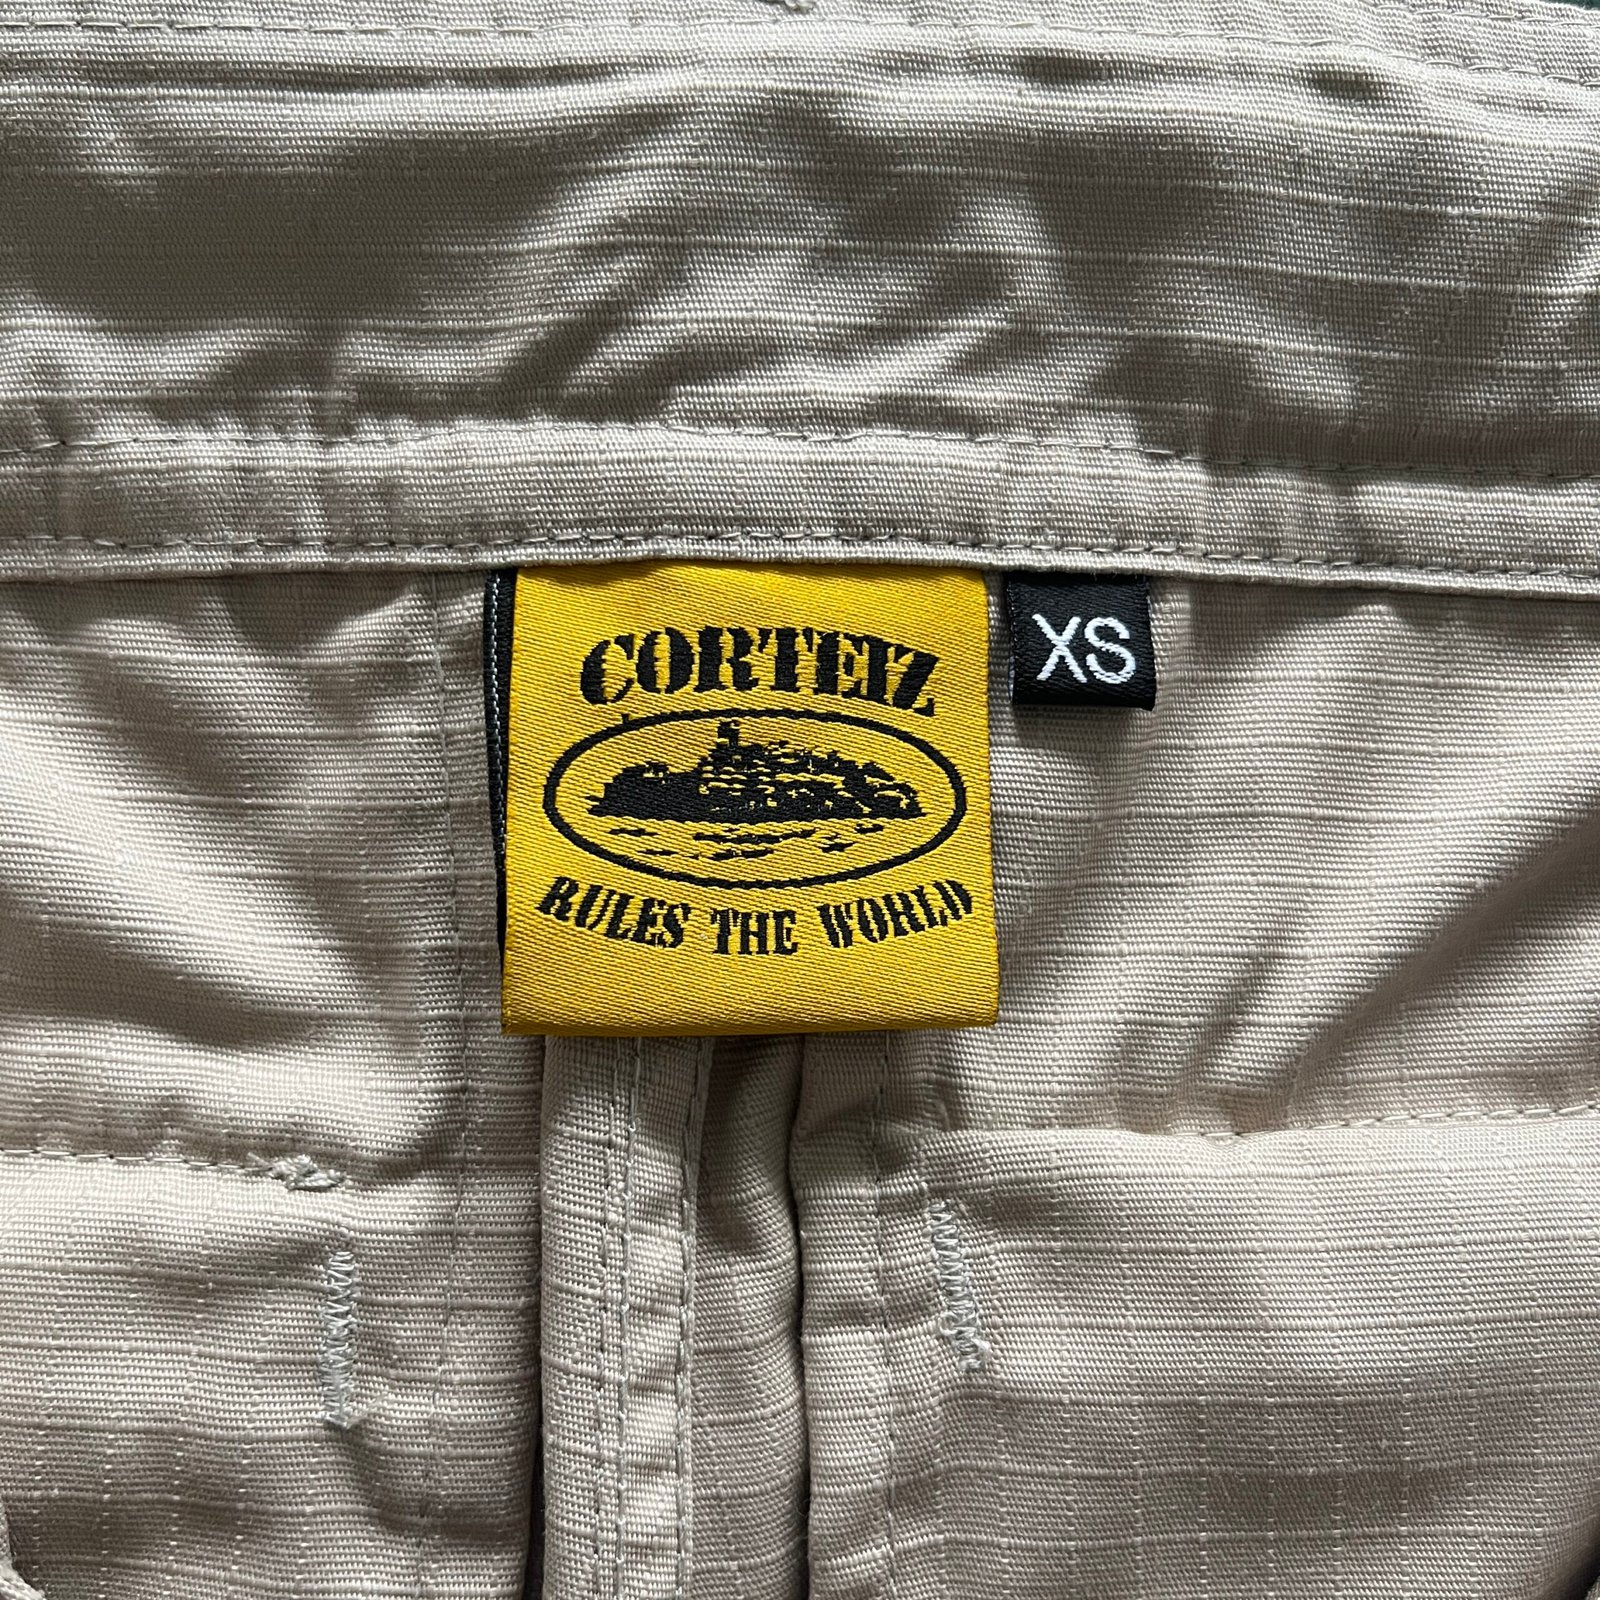 CORTEIZ
XS
RULES THE WORLD